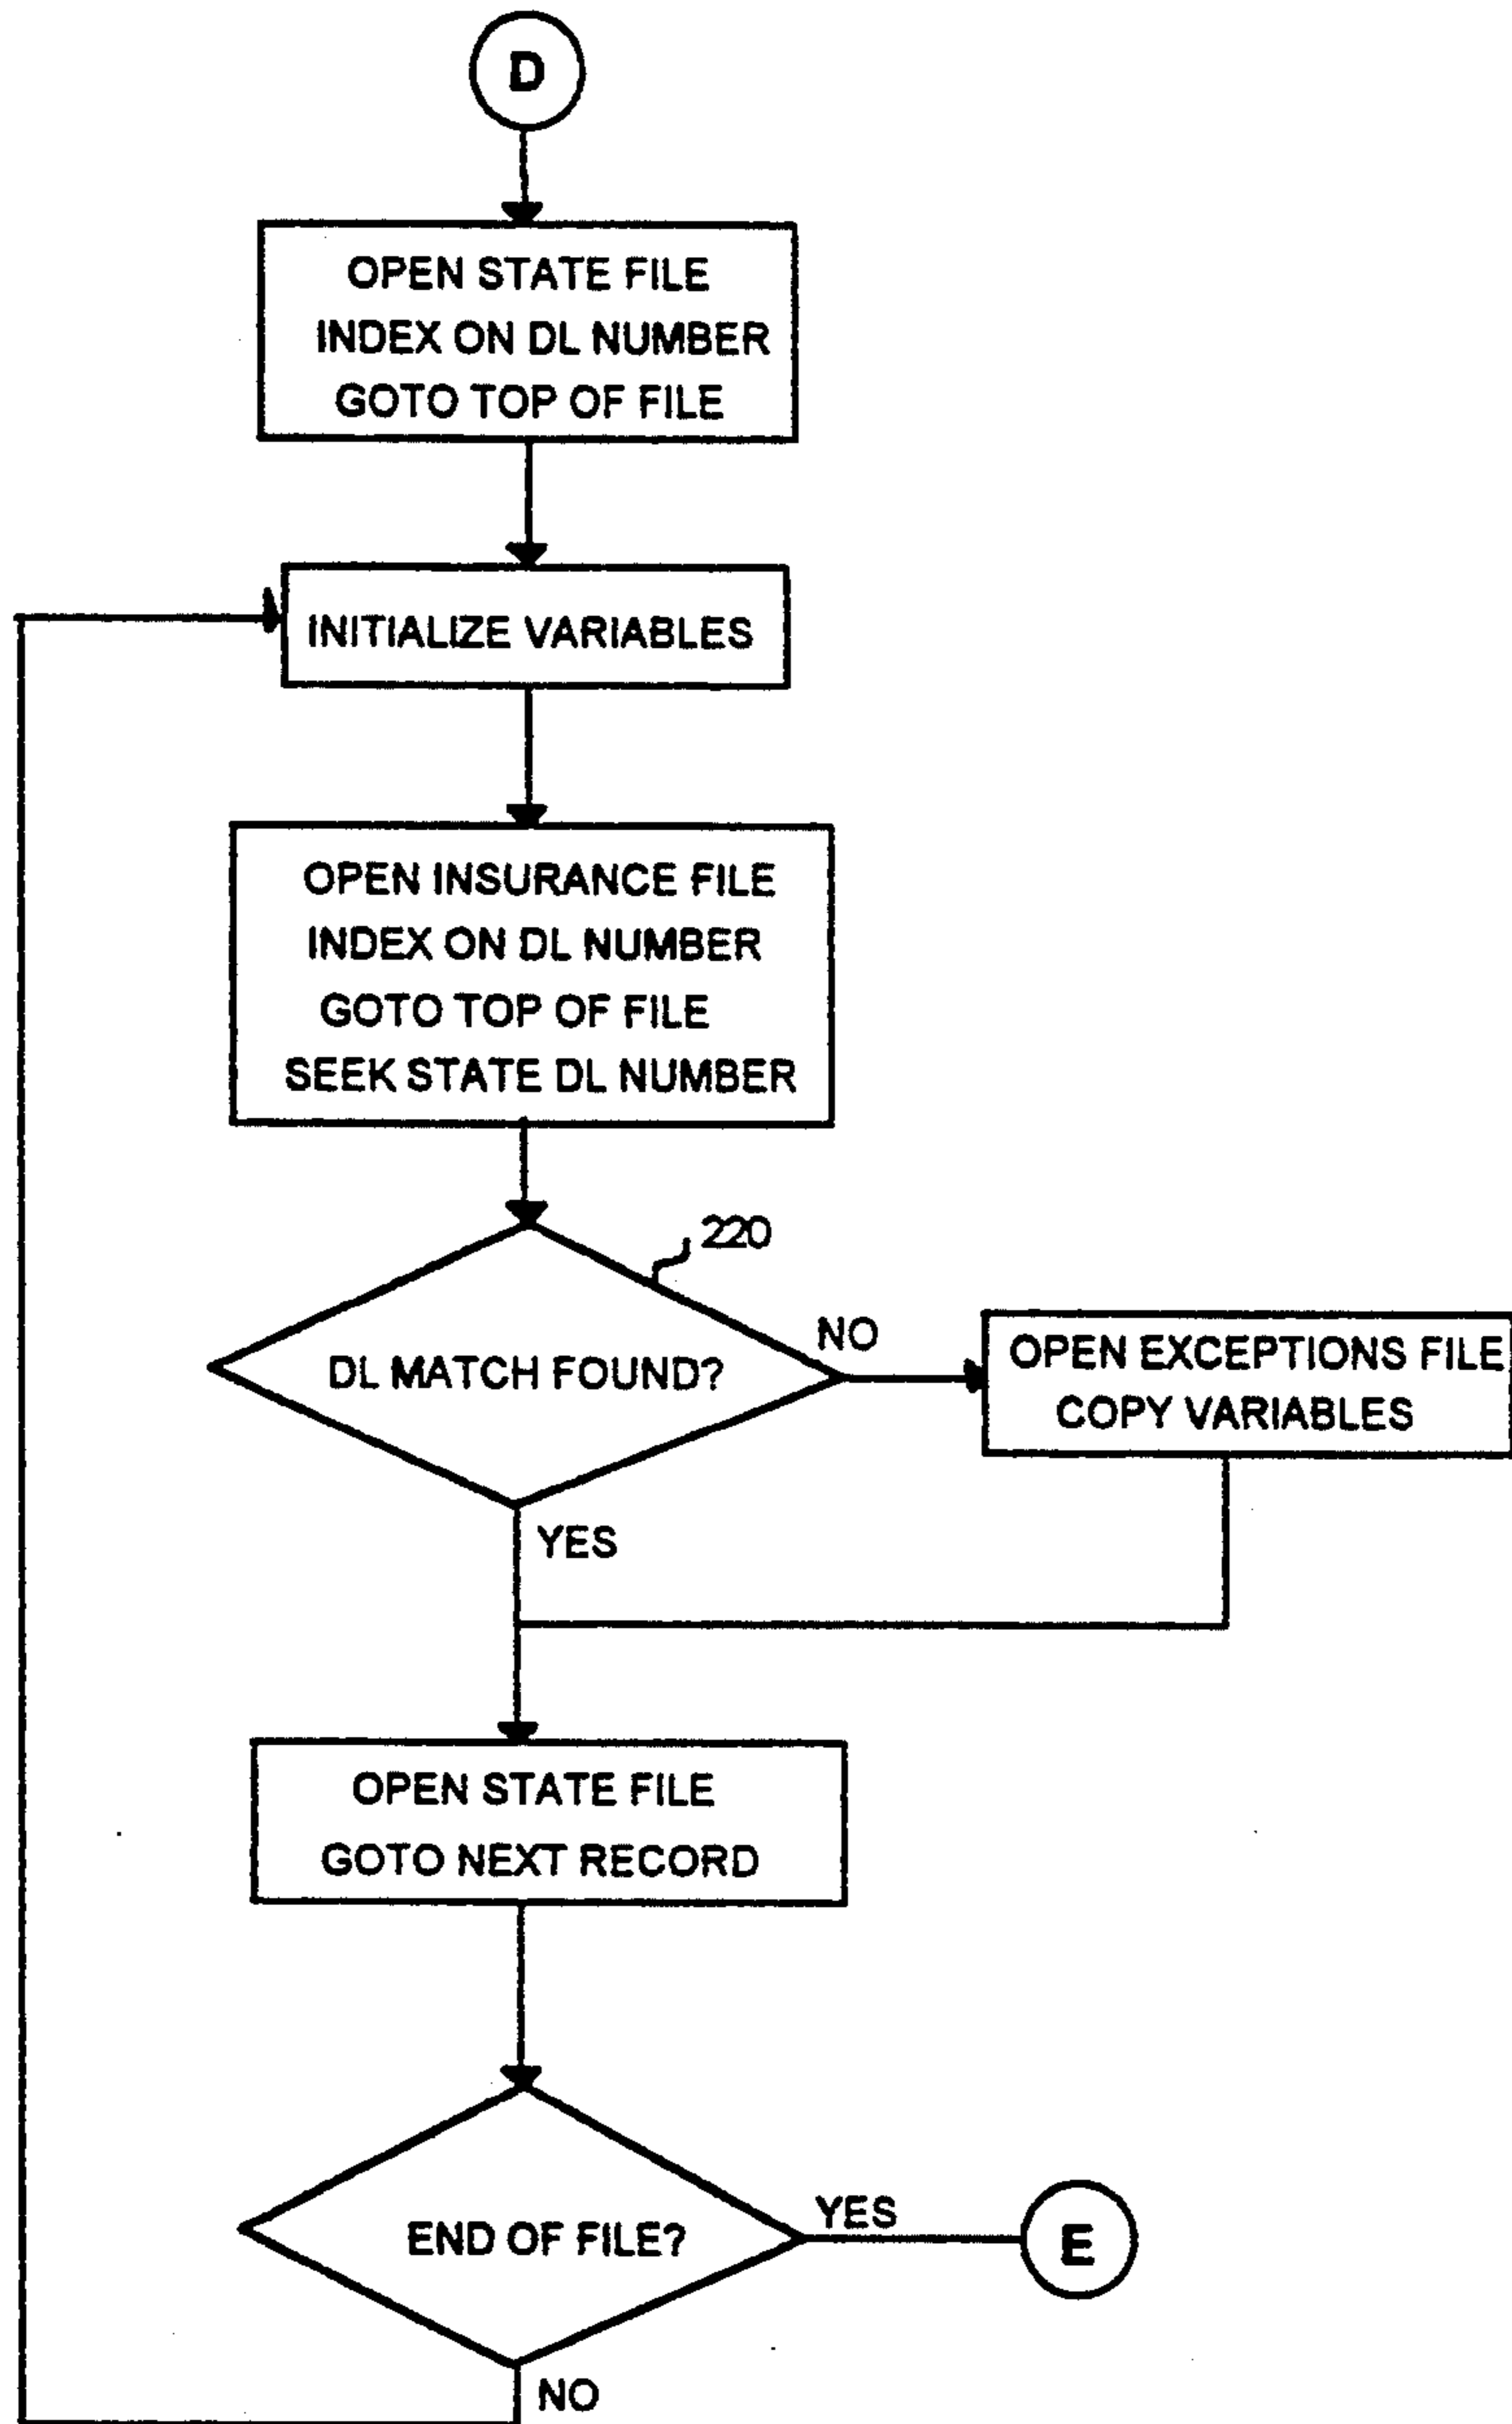 D
OPEN STATE FILE
INDEX ON DL NUMBER
GOTO TOP OF FILE
INITIALIZE VARIABLES
OPEN INSURANCE FILE
INDEX ON DL NUMBER
GOTO TOP OF FILE
SEEK STATE DL NUMBER
220
DL MATCH FOUND?
NO
OPEN EXCEPTIONS FILE
COPY VARIABLES
YES
OPEN STATE FILE
GOTO NEXT RECORD
END OF FILE?
YES
E
NO